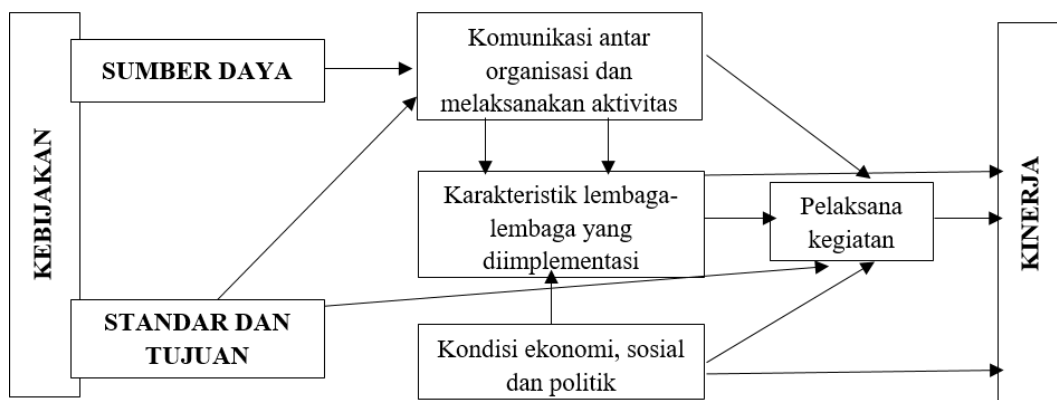 KEBIJAKAN
SUMBER DAYA
STANDAR DAN
TUJUAN
Komunikasi antar
organisasi dan
melaksanakan aktivitas
Karakteristik lembaga-
lembaga yang
diimplementasi
Kondisi ekonomi, sosial
dan politik
Pelaksana
kegiatan
KINERJA